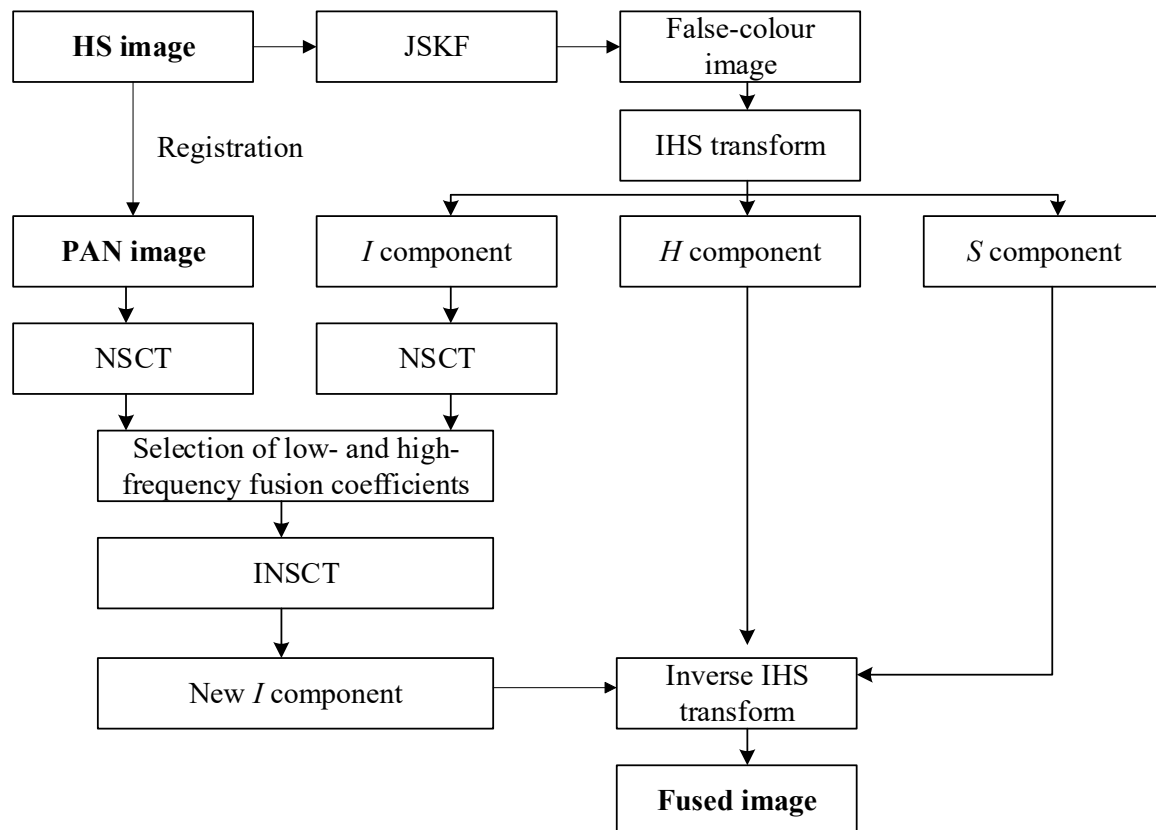 HS image
JSKF
False-colour
image
Registration
IHS transform
PAN image
I component
H component
S component
NSCT
NSCT
Selection of low- and high-
frequency fusion coefficients
INSCT
New I component
Inverse IHS
transform
Fused image